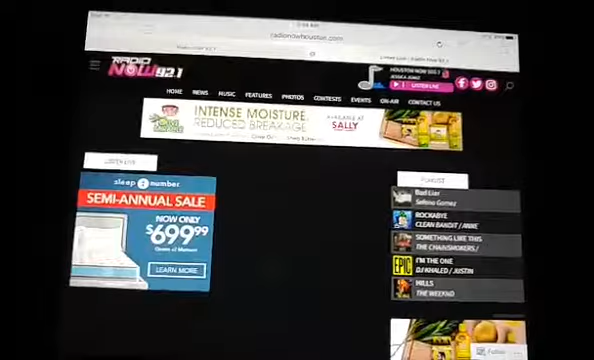 radionowhouston.com
RADIO
NOW 92.1
HOUSTON NOW 92.1
LISTEN LIVE
HOME NEWS MUSIC FEATURES PHOTOS CONTESTS EVENTS ON-AIR CONTACT US
INTENSE MOISTURE.
REDUCED BREAKAGE
AVAILABLE AT
SALLY
LISTEN LIVE
sleep number
SEMI-ANNUAL SALE
NOW ONLY
$699.99
Queen
LEARN MORE
PLAYLIST
Bad Liar
Selena Gomez
ROCKABYE
CLEAN BANDIT / ANNE
SOMETHING LIKE THIS
THE CHAINSMOKERS /
EPIC
I'M THE ONE
DJ KHALED / JUSTIN
HILLS
THE WEEKND